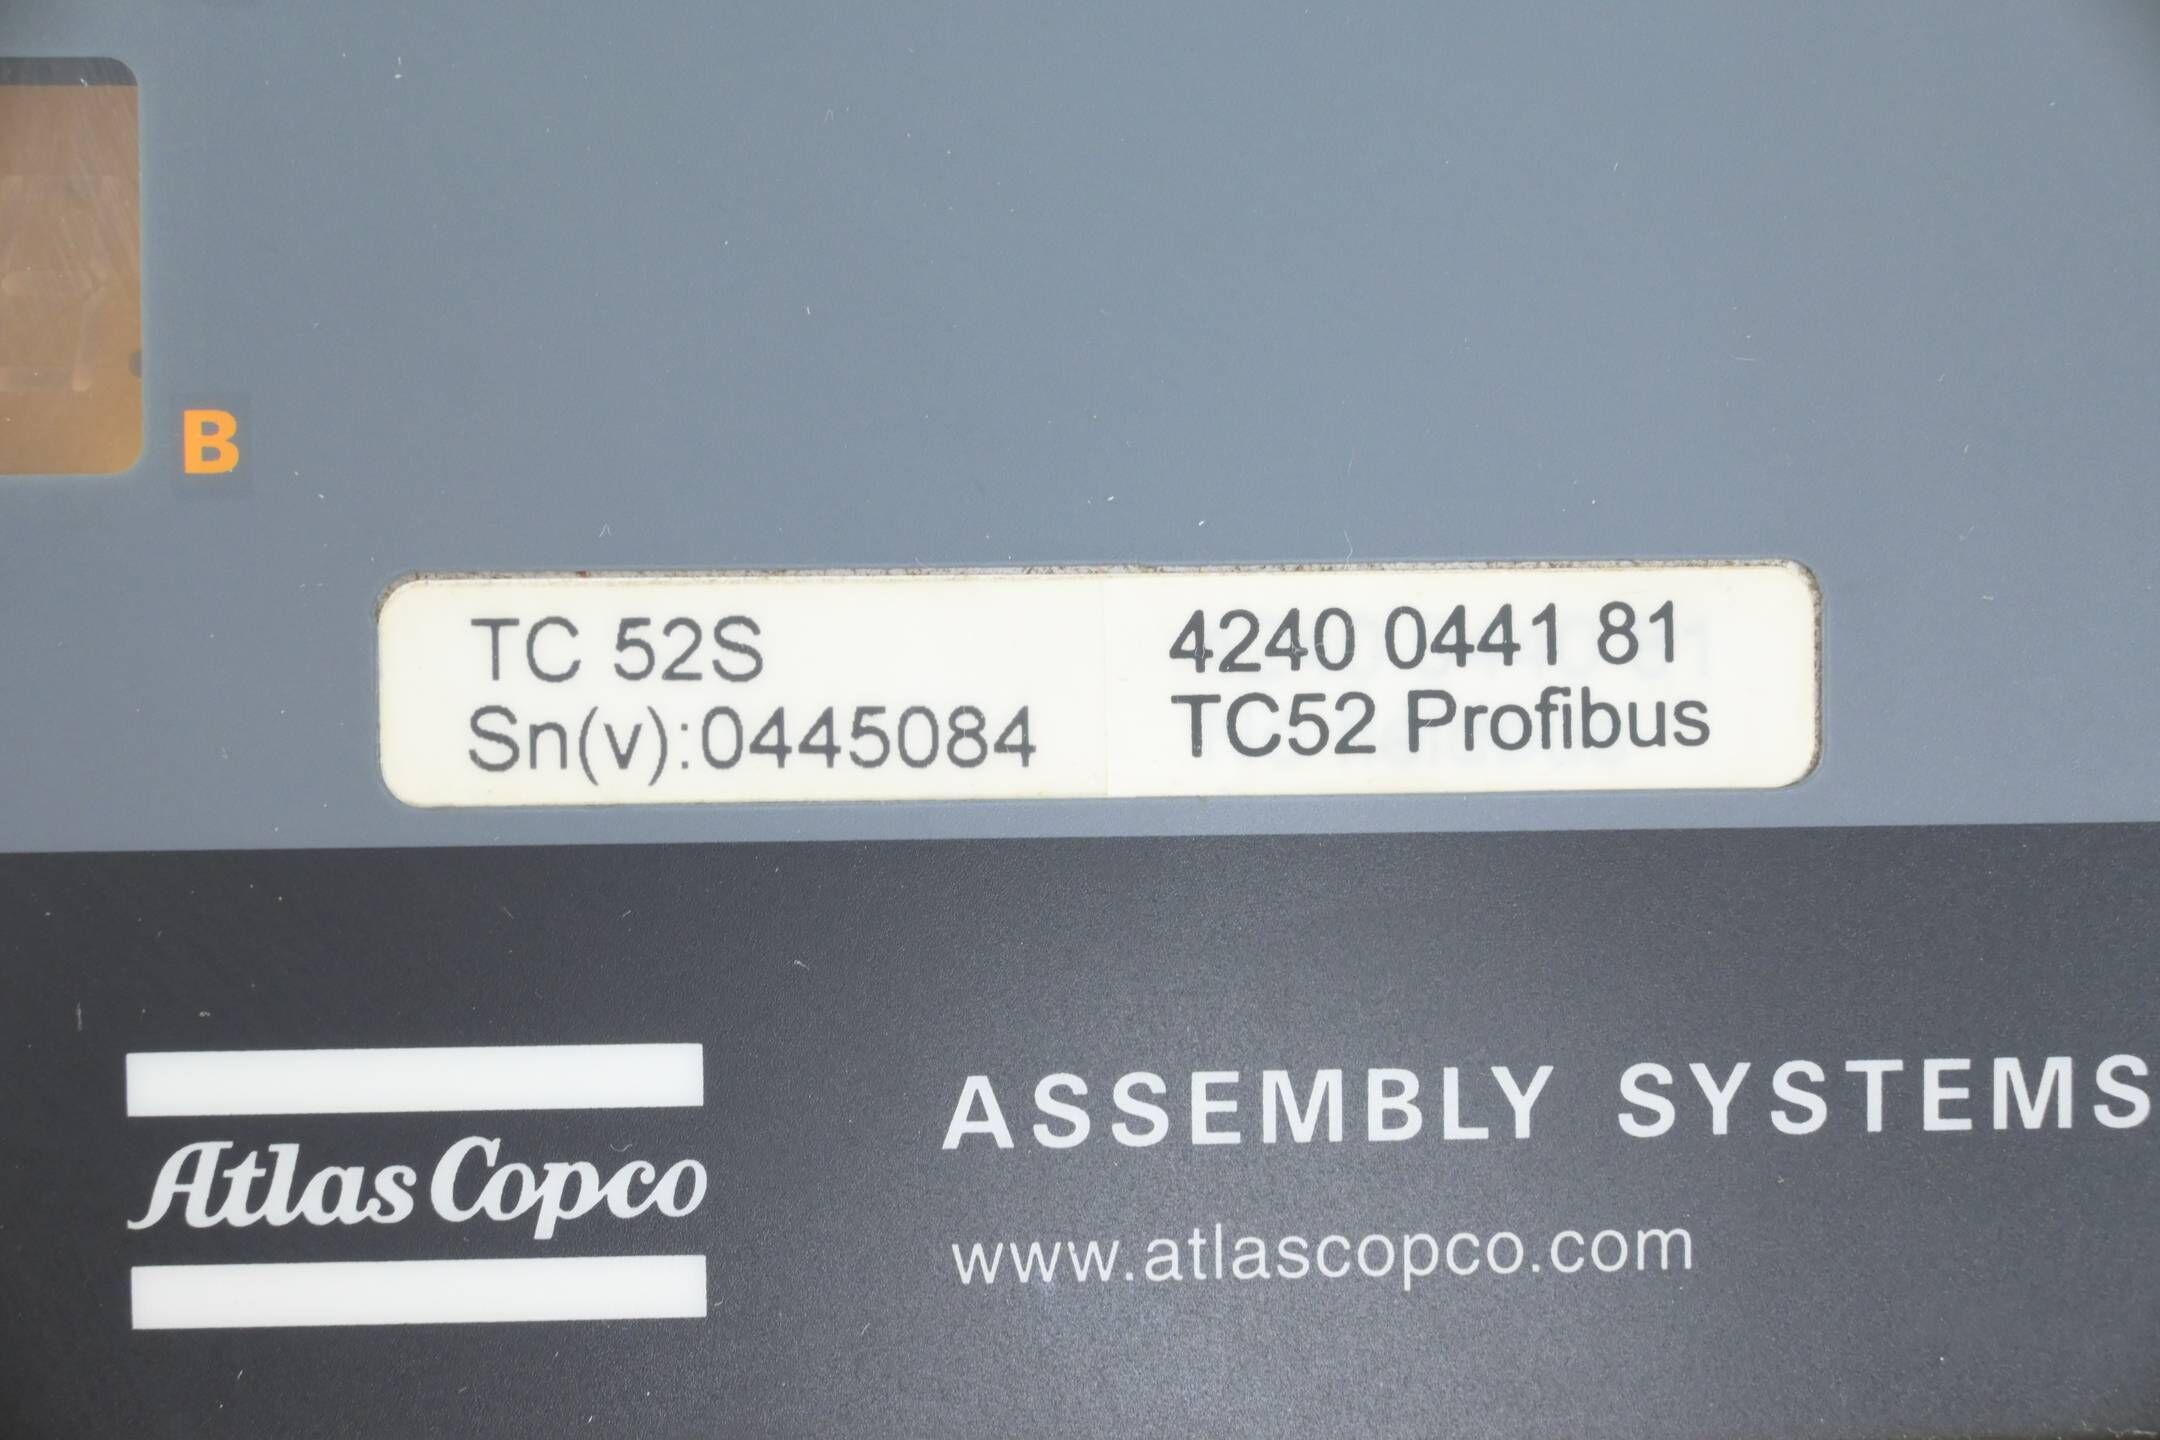 B
TC 52S
Sn(v):0445084
4240 0441 81
TC52 Profibus
Atlas Copco
ASSEMBLY SYSTEMS
www.atlascopco.com